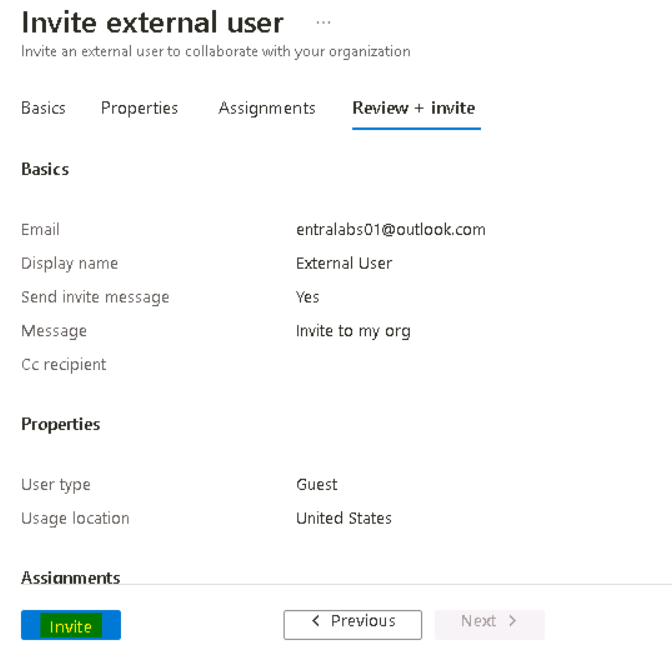 Invite external user ...
Invite an external user to collaborate with your organization
Basics Properties Assignments Review + invite
Basics
Email entralabs01@outlook.com
Display name External User
Send invite message Yes
Message Invite to my org
Cc recipient
Properties
User type Guest
Usage location United States
Assignments
Invite < Previous Next >